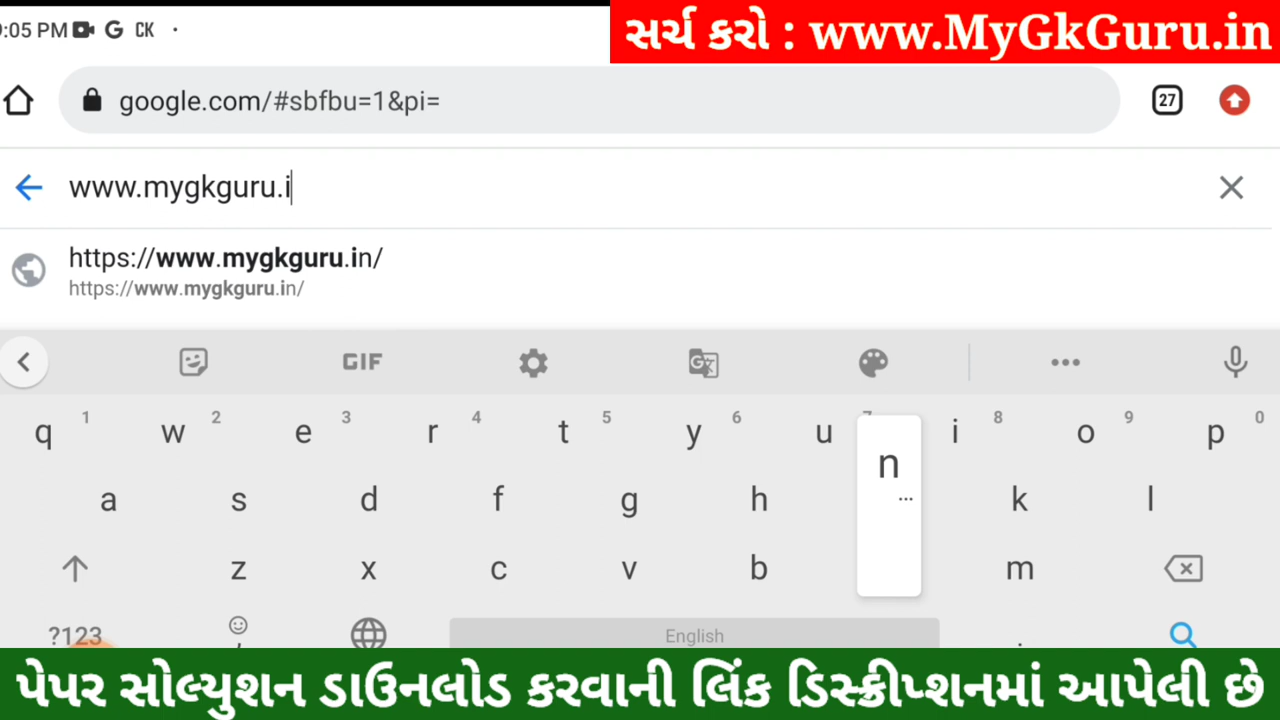 :05 PM G CK ·
સર્ચ કરો : www.MyGkGuru.in
google.com/#sbfbu=1&pi=
27
www.mygkguru.i
https://www.mygkguru.in/
https://www.mygkguru.in/
GIF
q 1 w 2 e 3 r 4 t 5 y 6 u i 8 o 9 p 0
n
...
a s d f g h k l
z x c v b m
?123 , English .
પેપર સોલ્યુશન ડાઉનલોડ કરવાની લિંક ડિસ્ક્રીપ્શનમાં આપેલી છે